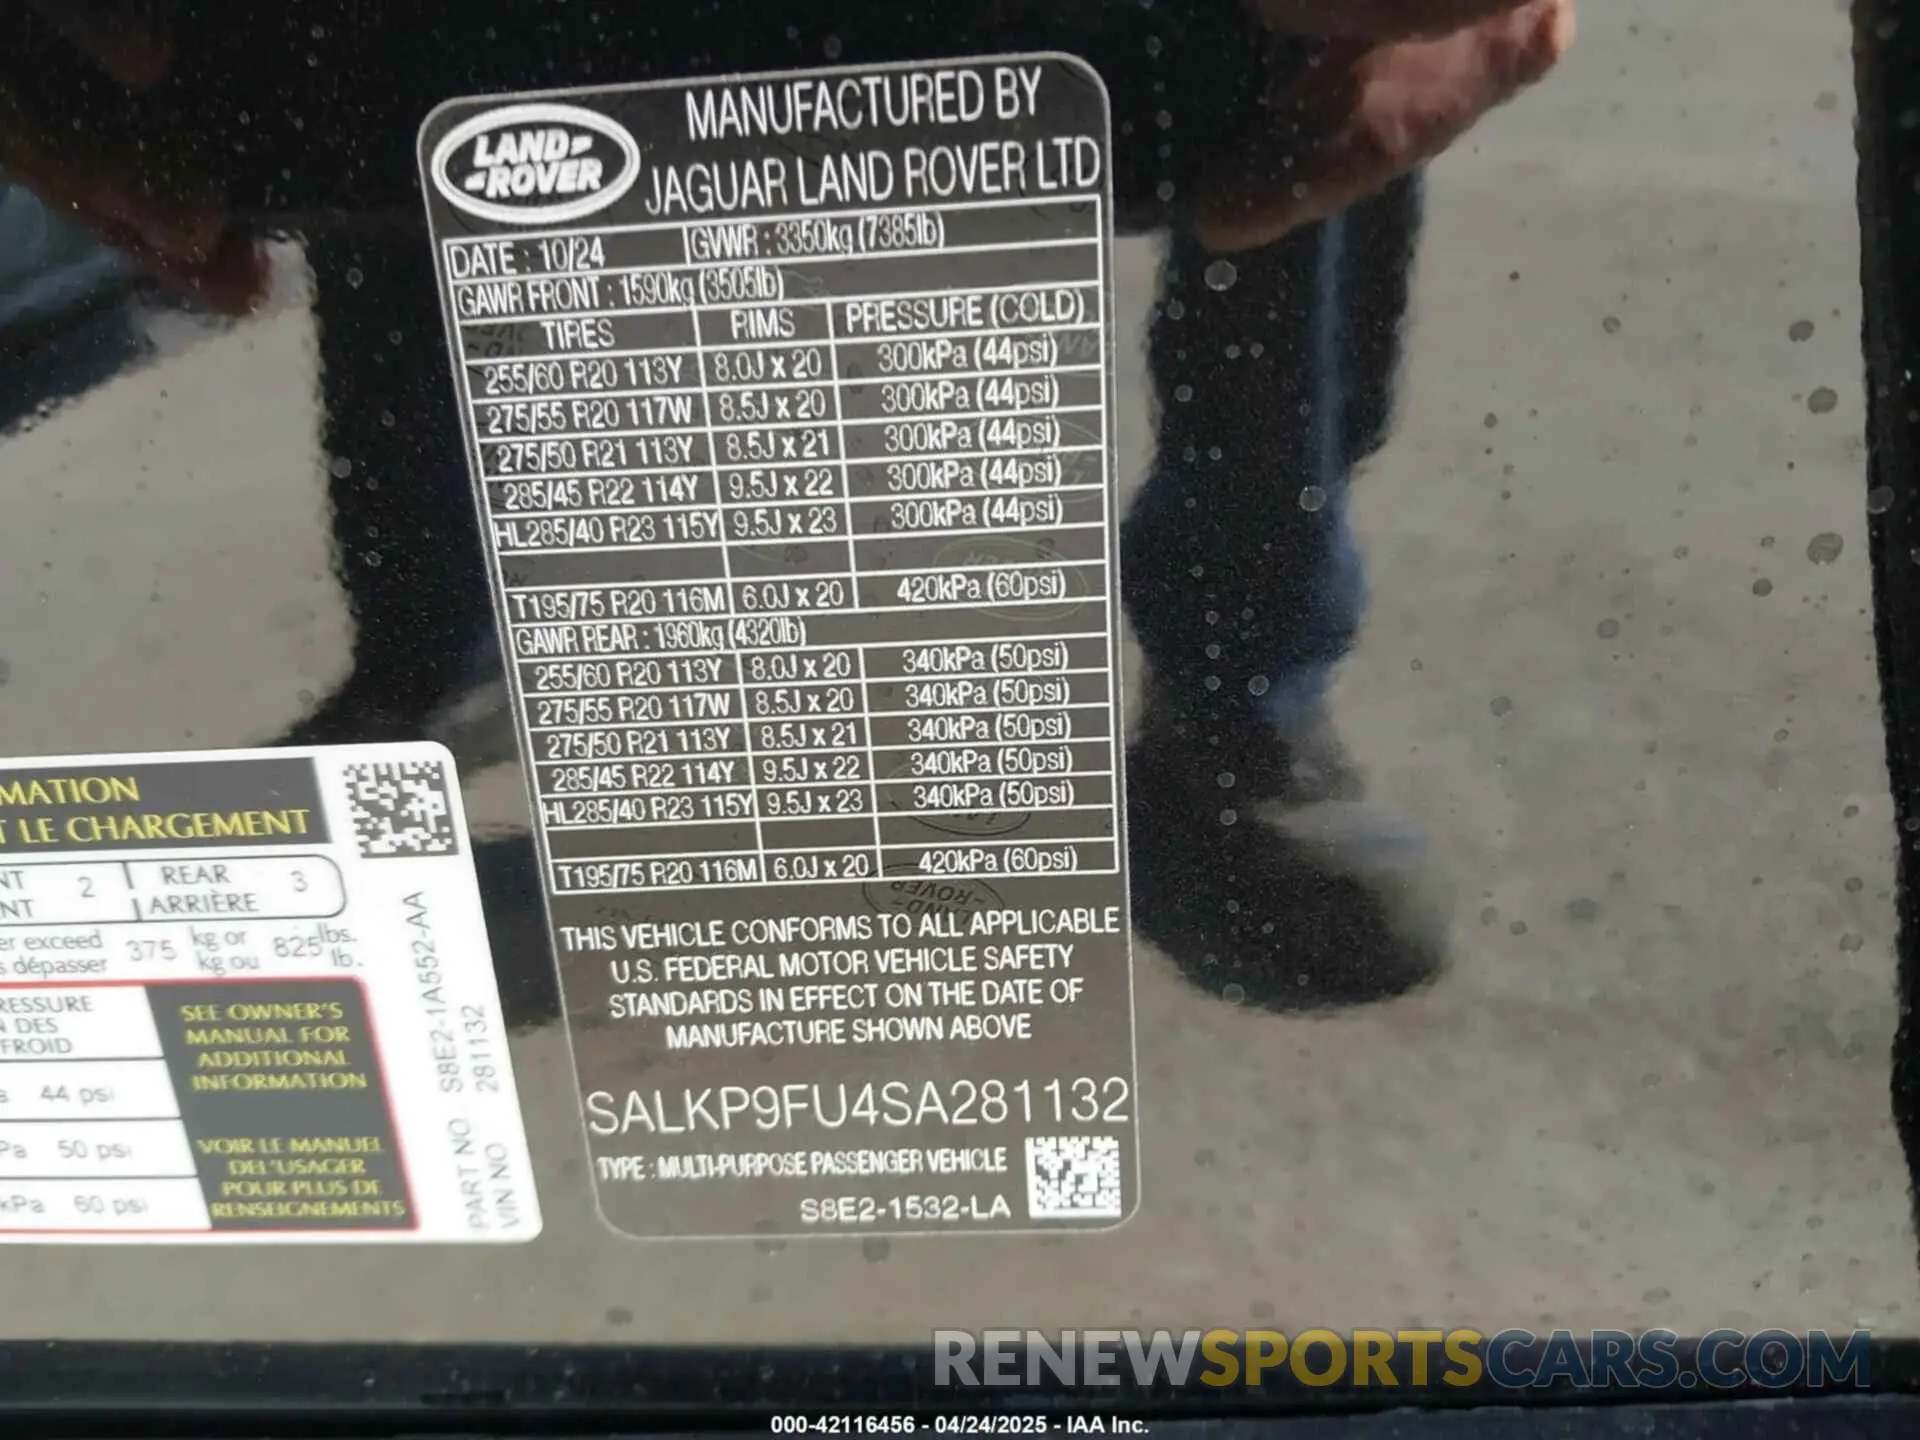 LAND
ROVER
MANUFACTURED BY
JAGUAR LAND ROVER LTD
DATE : 10/24 GVWR : 3350kg (7385lb)
GAWR FRONT : 1590kg (3505lb)
TIRES RIMS PRESSURE (COLD)
255/60 R20 113Y 8.0J x 20 300kPa (44psi)
275/55 R20 117W 8.5J x 20 300kPa (44psi)
275/50 R21 113Y 8.5J x 21 300kPa (44psi)
285/45 R22 114Y 9.5J x 22 300kPa (44psi)
HL285/40 R23 115Y 9.5J x 23 300kPa (44psi)
T195/75 R20 116M 6.0J x 20 420kPa (60psi)
GAWR REAR : 1960kg (4320lb)
255/60 R20 113Y 8.0J x 20 340kPa (50psi)
275/55 R20 117W 8.5J x 20 340kPa (50psi)
275/50 R21 113Y 8.5J x 21 340kPa (50psi)
285/45 R22 114Y 9.5J x 22 340kPa (50psi)
HL285/40 R23 115Y 9.5J x 23 340kPa (50psi)
T195/75 R20 116M 6.0J x 20 420kPa (60psi)
THIS VEHICLE CONFORMS TO ALL APPLICABLE
U.S. FEDERAL MOTOR VEHICLE SAFETY
STANDARDS IN EFFECT ON THE DATE OF
MANUFACTURE SHOWN ABOVE
SALKP9FU4SA281132
TYPE : MULTI-PURPOSE PASSENGER VEHICLE
S8E2-1532-LA
MATION
T LE CHARGEMENT
NT 2 REAR 3
NT ARRIÈRE
er exceed 375 kg or 825 lbs.
s dépasser kg ou lb.
RESSURE
N DES
FROID
44 psi
Pa 50 psi
kPa 60 psi
SEE OWNER'S
MANUAL FOR
ADDITIONAL
INFORMATION
VOIR LE MANUEL
DE L'USAGER
POUR PLUS DE
RENSEIGNEMENTS
PART NO S8E2-1A552-AA
VIN NO 281132
RENEWSPORTSCARS.COM
000-42116456 - 04/24/2025 - IAA Inc.